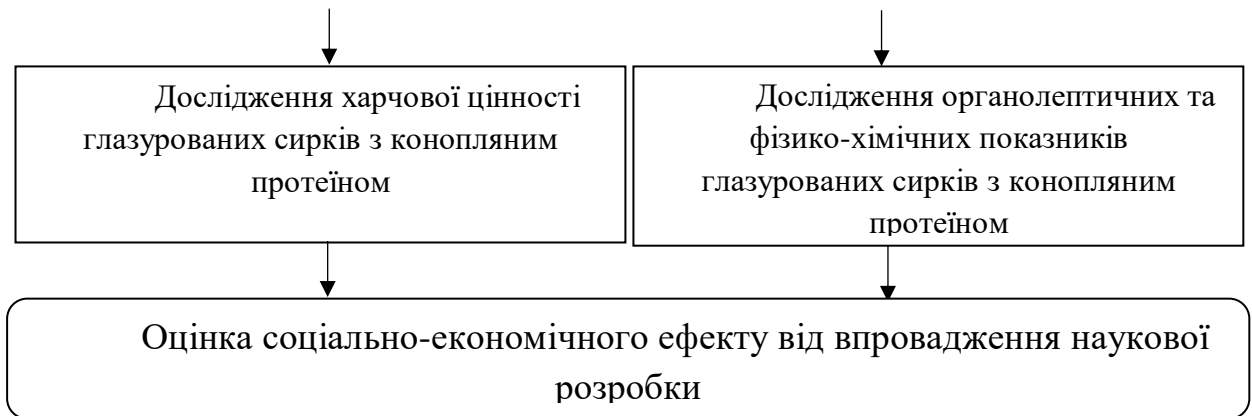 Дослідження харчової цінності
глазурованих сирків з конопляним
протеїном
Дослідження органолептичних та
фізико-хімічних показників
глазурованих сирків з конопляним
протеїном
Оцінка соціально-економічного ефекту від впровадження наукової
розробки